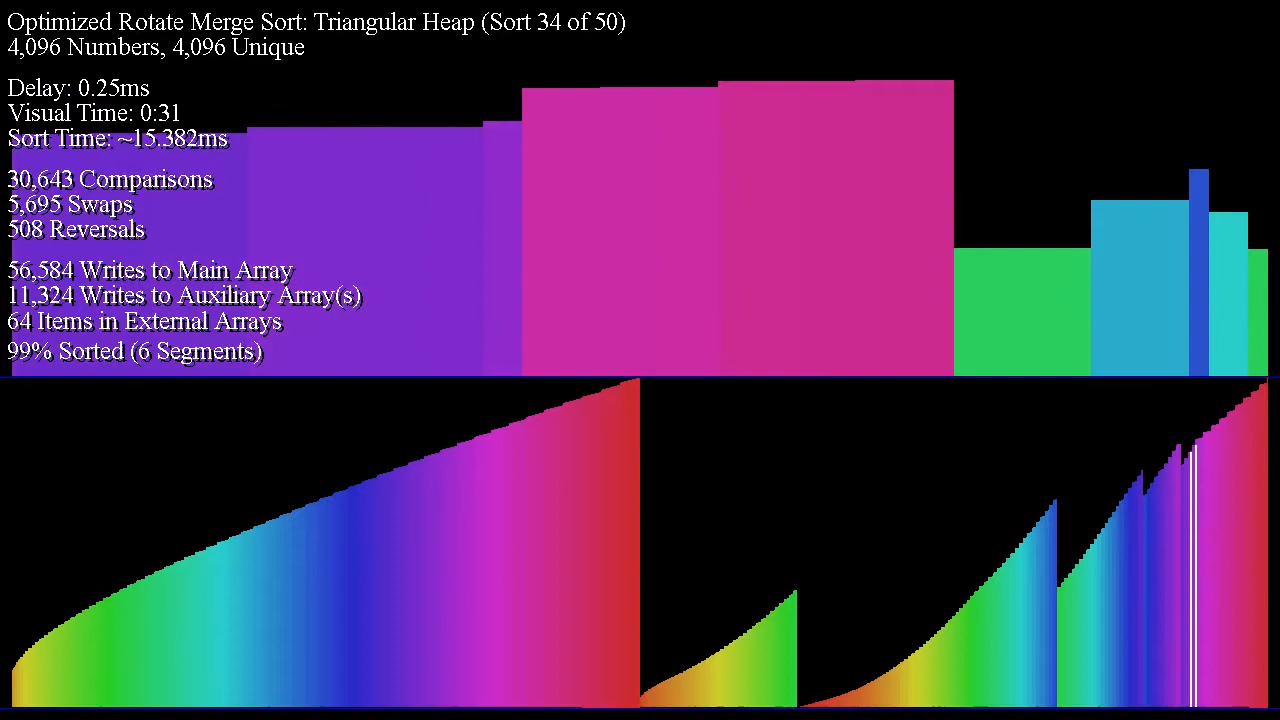 Optimized Rotate Merge Sort: Triangular Heap (Sort 34 of 50)
4,096 Numbers, 4,096 Unique
Delay: 0.25ms
Visual Time: 0:31
Sort Time: ~15.382ms
30,643 Comparisons
5,695 Swaps
508 Reversals
56,584 Writes to Main Array
11,324 Writes to Auxiliary Array(s)
64 Items in External Arrays
99% Sorted (6 Segments)